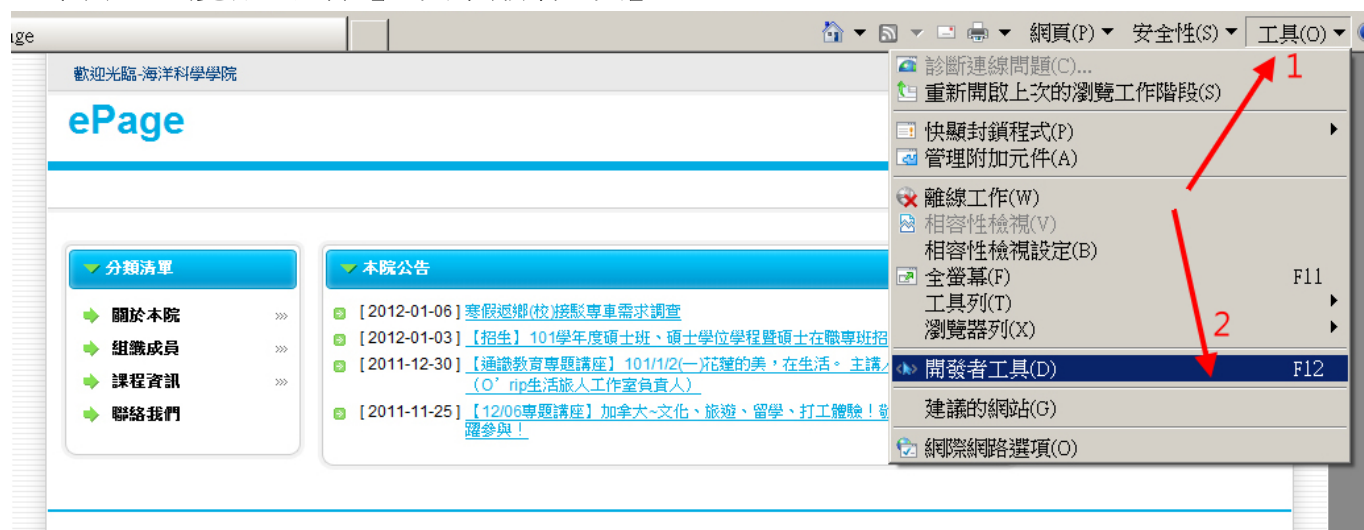 age
網頁(P)
安全性(S)
工具(O)
歡迎光臨-海洋科學學院
ePage
診斷連線問題(C)...
1
重新開啟上次的瀏覽工作階段(S)
快顯封鎖程式(P)
管理附加元件(A)
離線工作(W)
相容性檢視(V)
相容性檢視設定(B)
全螢幕(F) F11
工具列(T)
瀏覽器列(X)
2
開發者工具(D) F12
建議的網站(G)
網際網路選項(O)
分類清單
關於本院
組織成員
課程資訊
聯絡我們
本院公告
[ 2012-01-06 ] 寒假返鄉(校)接駁專車需求調查
[ 2012-01-03 ] 【招生】101學年度碩士班、碩士學位學程暨碩士在職專班招
[ 2011-12-30 ] 【通識教育專題講座】101/1/2(一)花蓮的美，在生活。 主講
（O’rip生活旅人工作室負責人）
[ 2011-11-25 ] 【12/06專題講座】加拿大~文化、旅遊、留學、打工體驗！
躍參與！